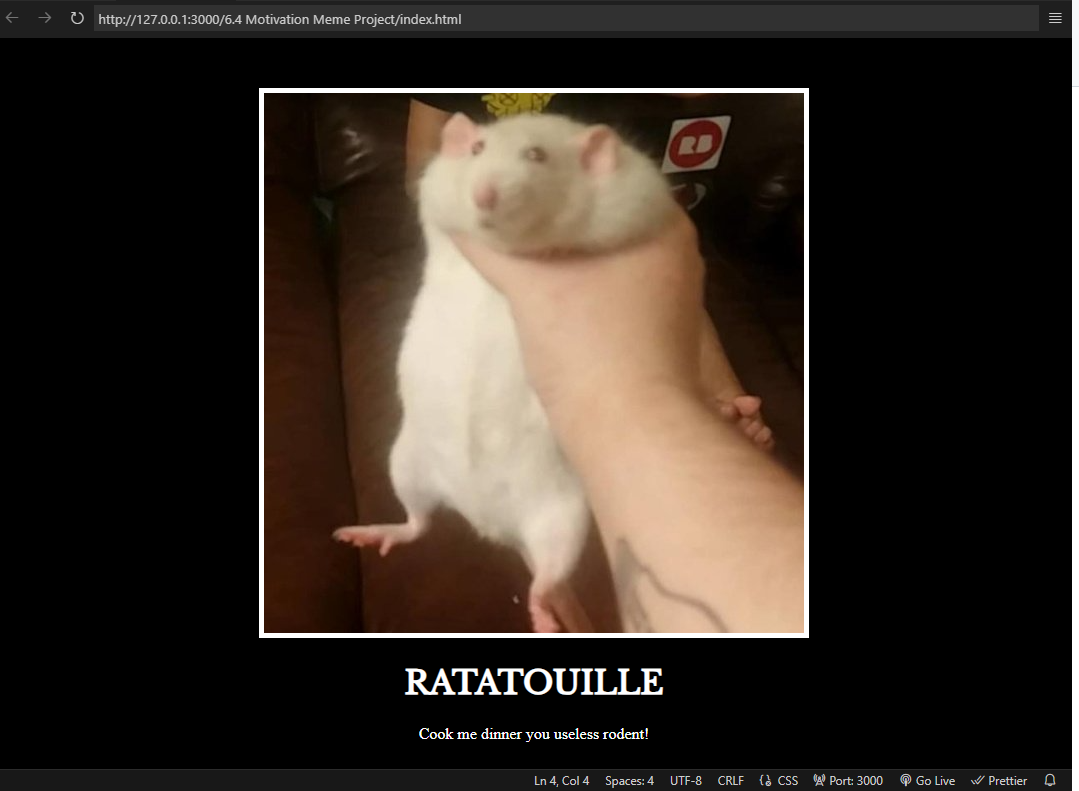 http://127.0.0.1:3000/6.4 Motivation Meme Project/index.html
RB
RATATOUILLE
Cook me dinner you useless rodent!
Ln 4, Col 4 Spaces: 4 UTF-8 CRLF CSS Port: 3000 Go Live Prettier